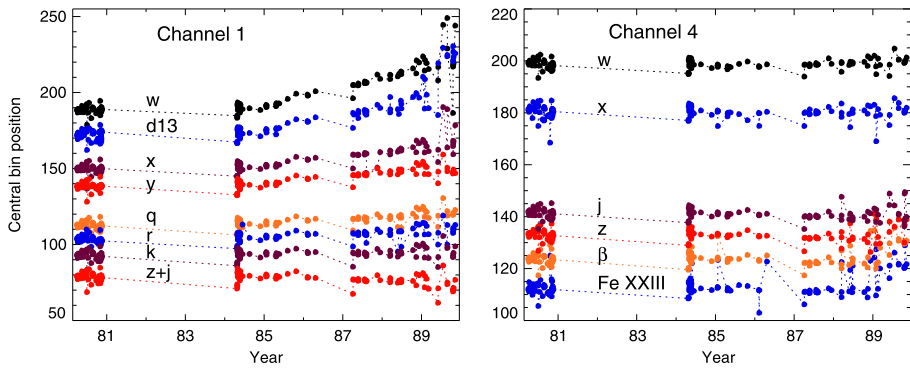 Channel 1
Central bin position
250
200
150
100
50
w
d13
x
y
q
r
k
z+j
81
83
85
87
89
Year
Channel 4
220
200
180
160
140
120
100
w
x
j
z
β
Fe XXIII
81
83
85
87
89
Year